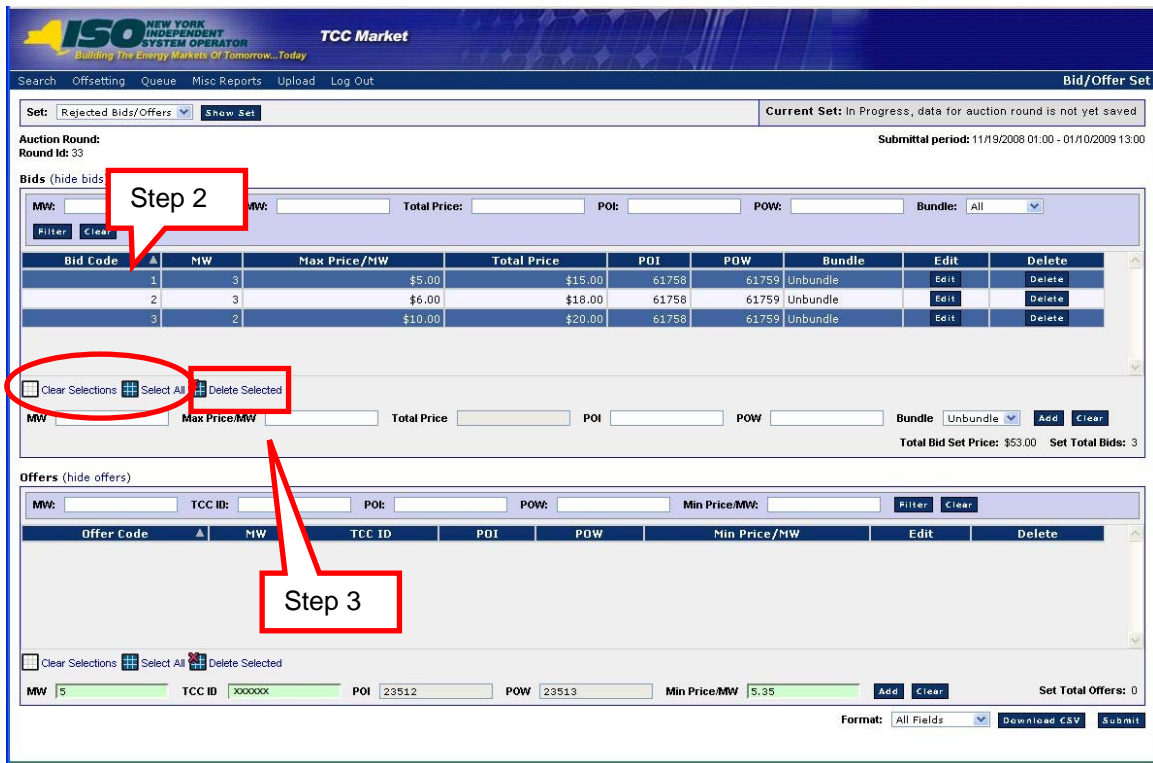 ISO NEW YORK INDEPENDENT SYSTEM OPERATOR
Building The Energy Markets Of Tomorrow...Today
TCC Market
Search Offsetting Queue Misc Reports Upload Log Out Bid/Offer Set
Set: Rejected Bids/Offers Show Set Current Set: In Progress, data for auction round is not yet saved
Auction Round: Submittal period: 11/19/2008 01:00 - 01/10/2009 13:00
Round Id: 33
Bids (hide bids)
Step 2
MW: MW: Total Price: POI: POW: Bundle: All
Filter Clear
Bid Code MW Max Price/MW Total Price POI POW Bundle Edit Delete
1 3 $5.00 $15.00 61758 61759 Unbundle Edit Delete
2 3 $6.00 $18.00 61758 61759 Unbundle Edit Delete
3 2 $10.00 $20.00 61758 61759 Unbundle Edit Delete
Clear Selections Select All Delete Selected
MW Max Price/MW Total Price POI POW Bundle Unbundle Add Clear
Total Bid Set Price: $53.00 Set Total Bids: 3
Offers (hide offers)
MW: TCC ID: POI: POW: Min Price/MW: Filter Clear
Offer Code MW TCC ID POI POW Min Price/MW Edit Delete
Step 3
Clear Selections Select All Delete Selected
MW 5 TCC ID xxxxxx POI 23512 POW 23513 Min Price/MW 5.35 Add Clear Set Total Offers: 0
Format: All Fields Download CSV Submit